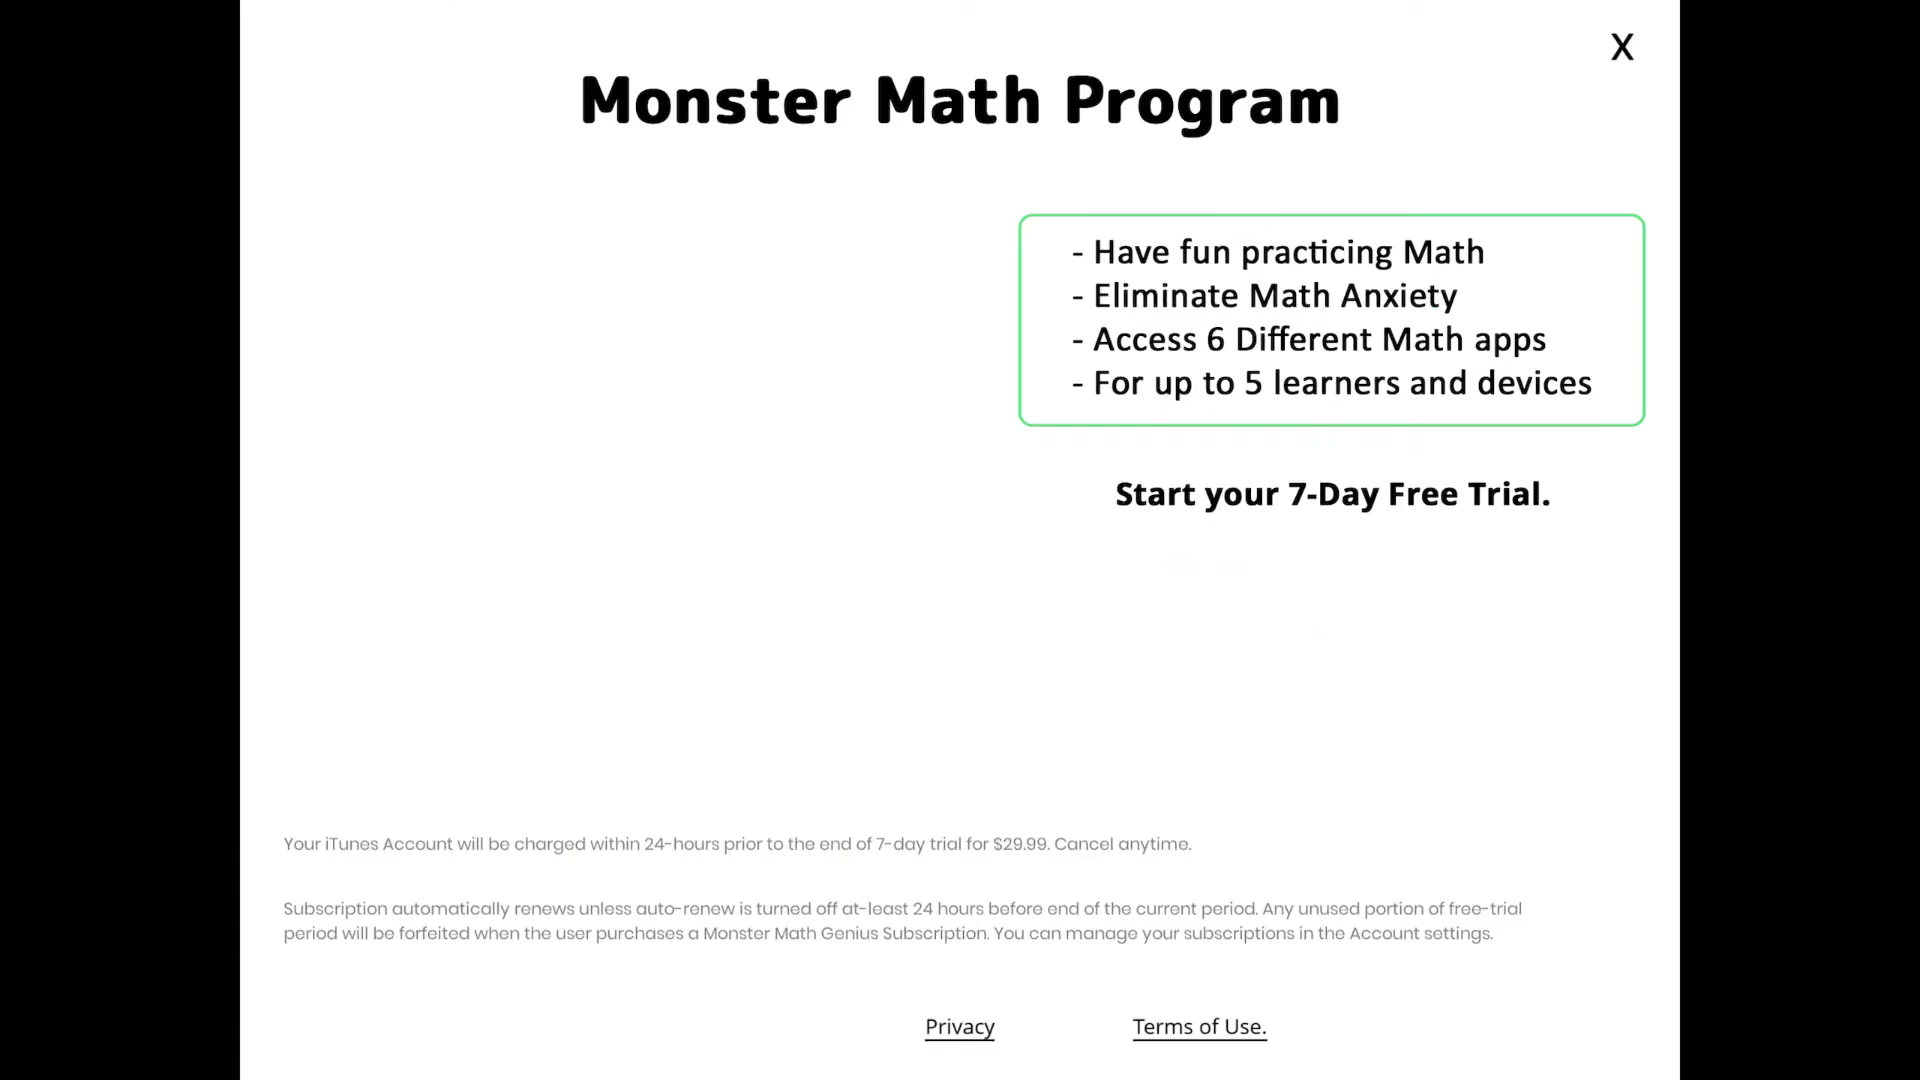 X
Monster Math Program
- Have fun practicing Math
- Eliminate Math Anxiety
- Access 6 Different Math apps
- For up to 5 learners and devices
Start your 7-Day Free Trial.
Your iTunes Account will be charged within 24-hours prior to the end of 7-day trial for $29.99. Cancel anytime.
Subscription automatically renews unless auto-renew is turned off at-least 24 hours before end of the current period. Any unused portion of free-trial
period will be forfeited when the user purchases a Monster Math Genius Subscription. You can manage your subscriptions in the Account settings.
Privacy
Terms of Use.